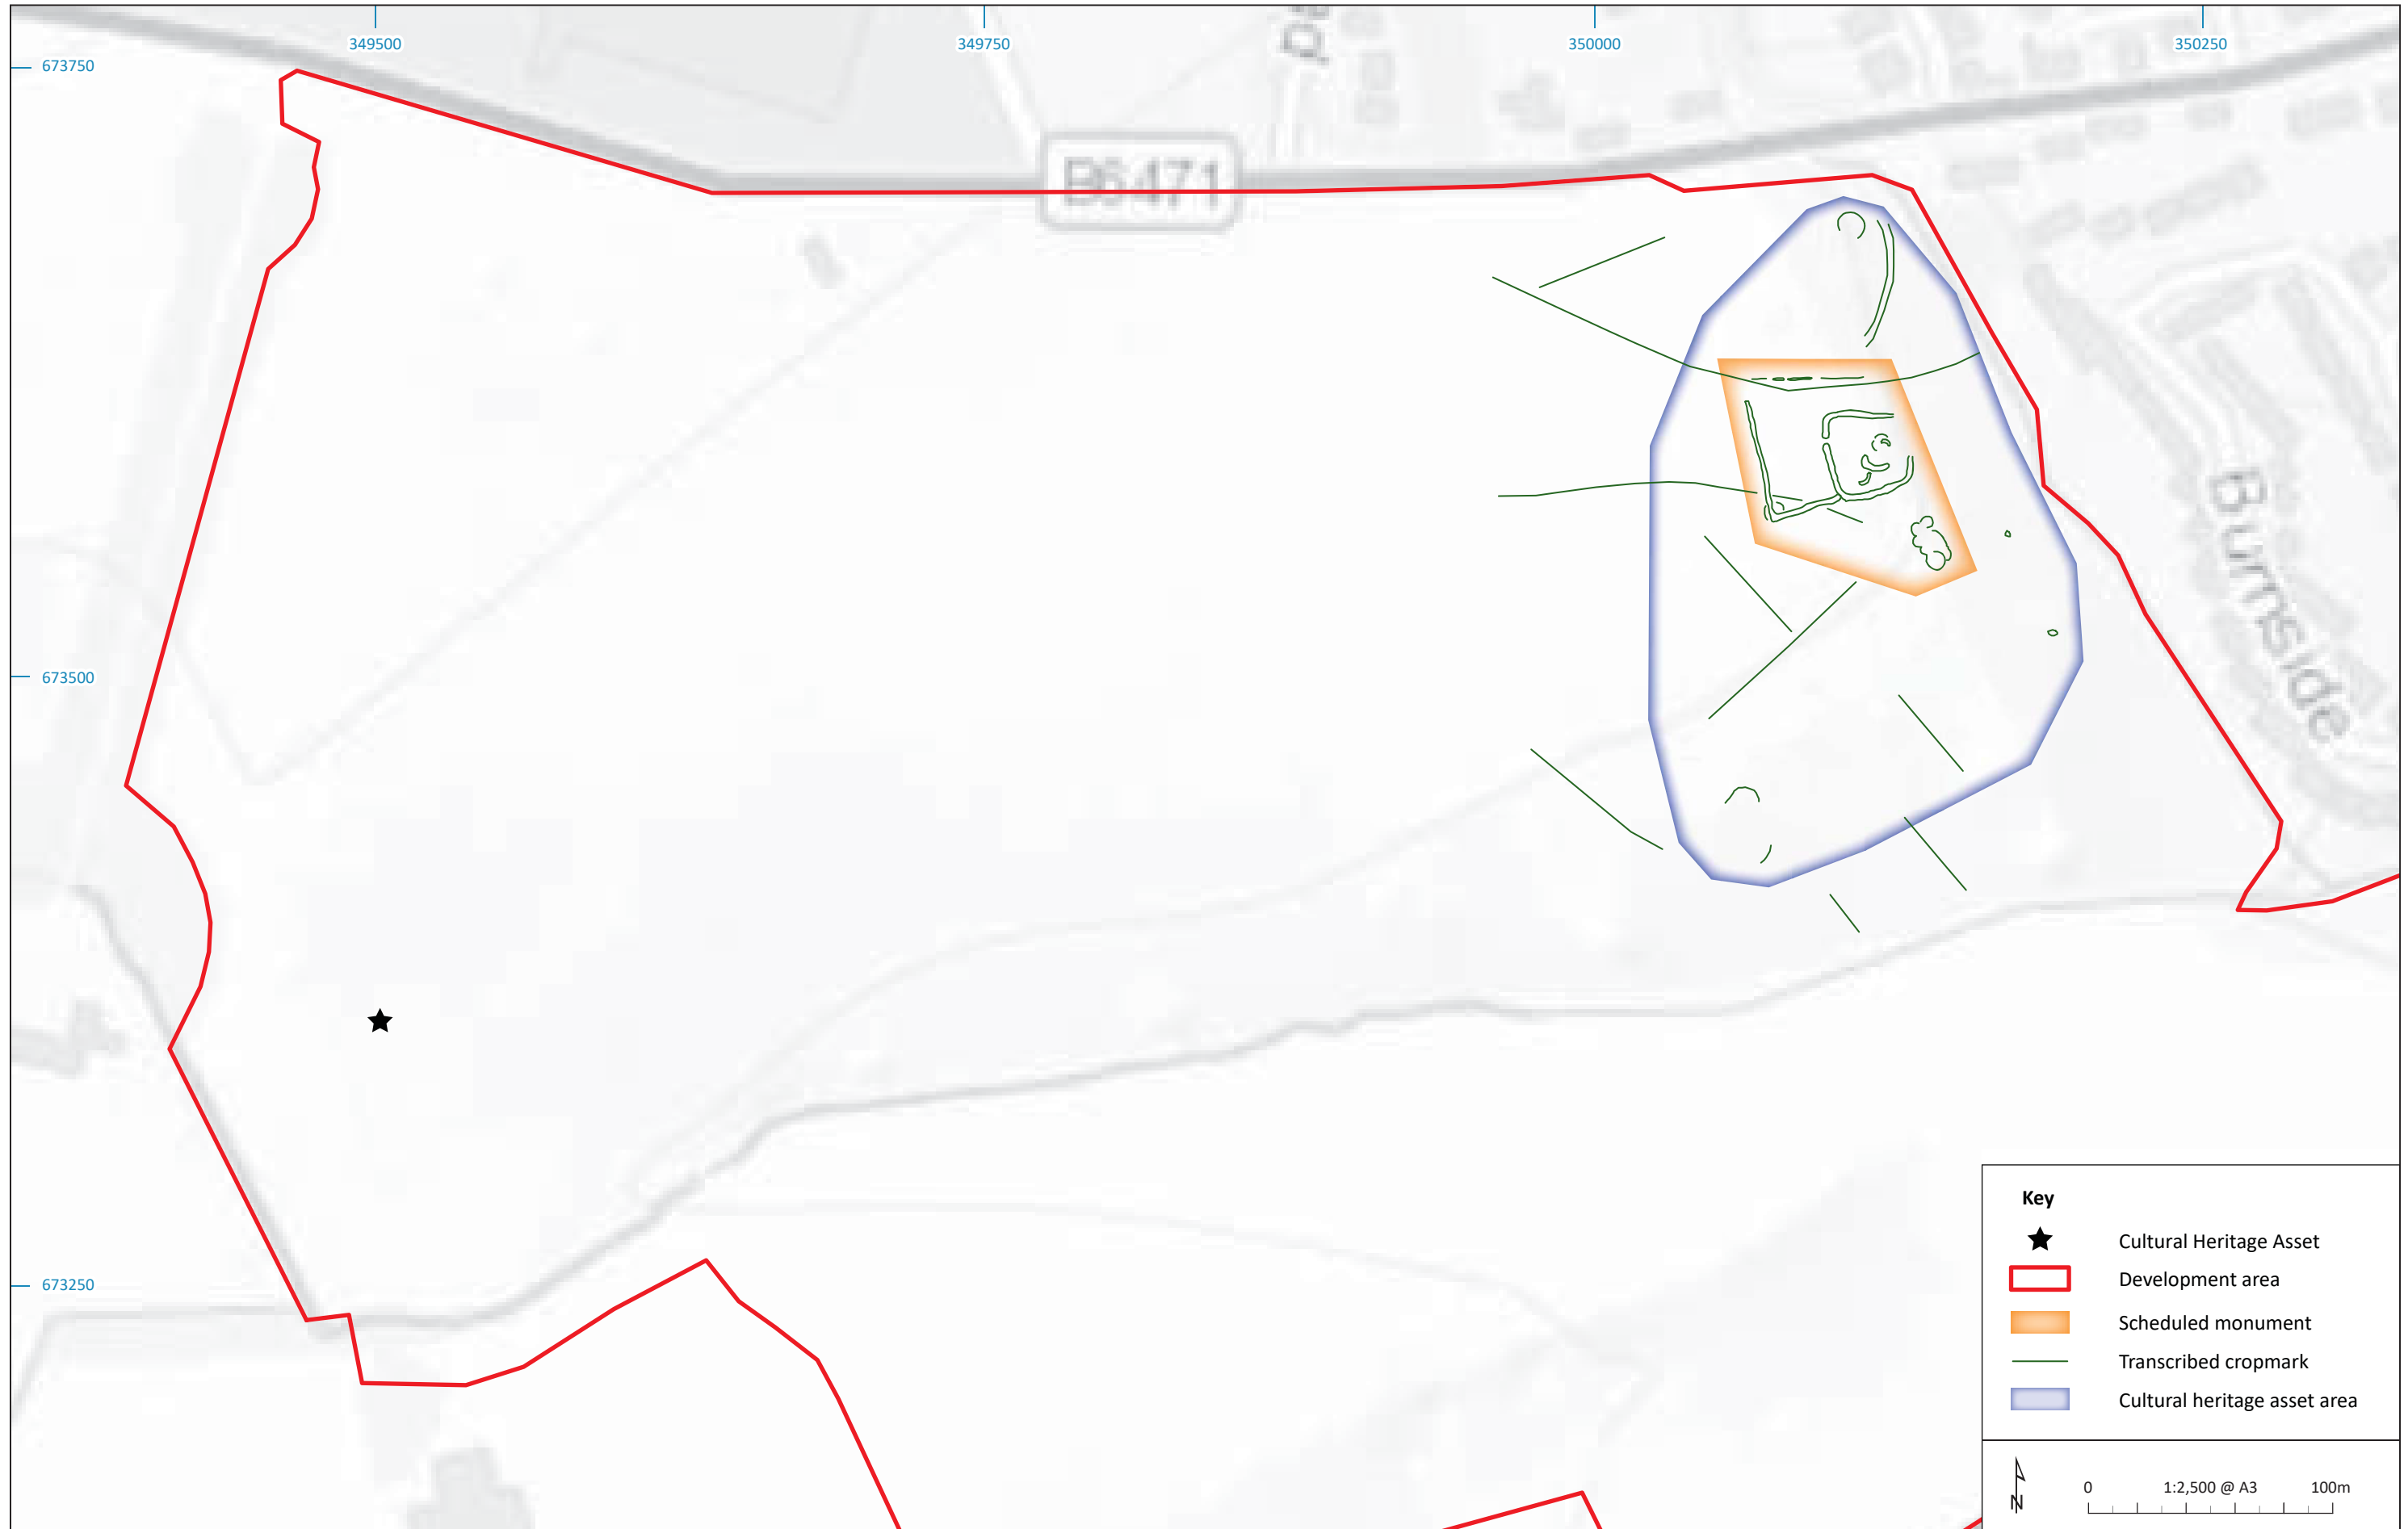 349500
349750
350000
350250
673750
B6471
Burnside
673500
673250
Key
Cultural Heritage Asset
Development area
Scheduled monument
Transcribed cropmark
Cultural heritage asset area
N
0 1:2,500 @ A3 100m